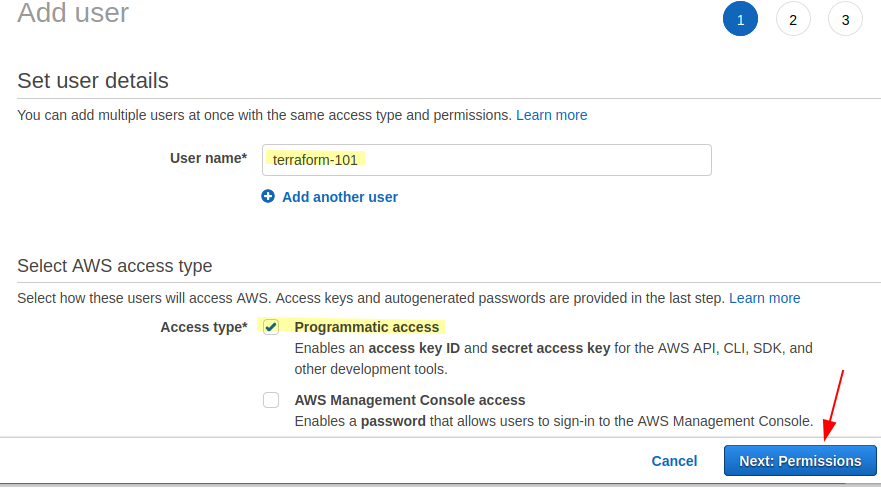 Add user
1 2 3
Set user details
You can add multiple users at once with the same access type and permissions. Learn more
User name* terraform-101
Add another user
Select AWS access type
Select how these users will access AWS. Access keys and autogenerated passwords are provided in the last step. Learn more
Access type* Programmatic access
Enables an access key ID and secret access key for the AWS API, CLI, SDK, and
other development tools.
AWS Management Console access
Enables a password that allows users to sign-in to the AWS Management Console.
Cancel Next: Permissions